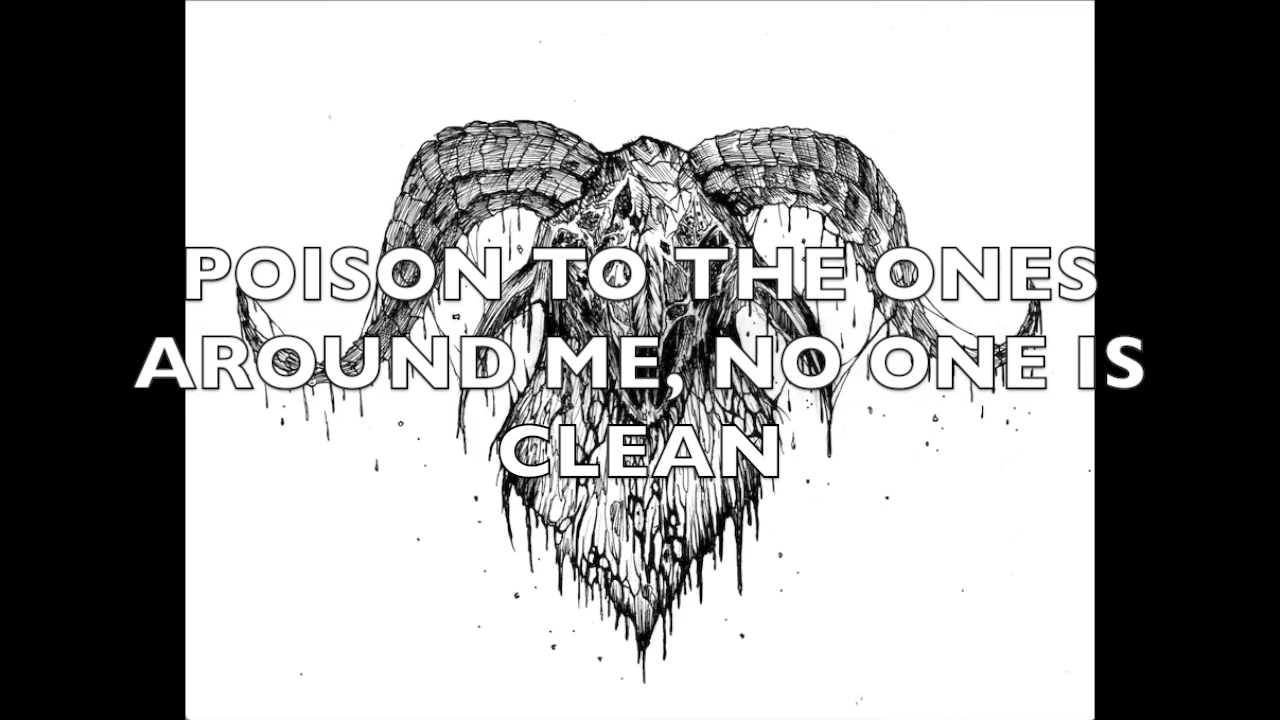 POISON TO THE ONES
AROUND ME, NO ONE IS
CLEAN